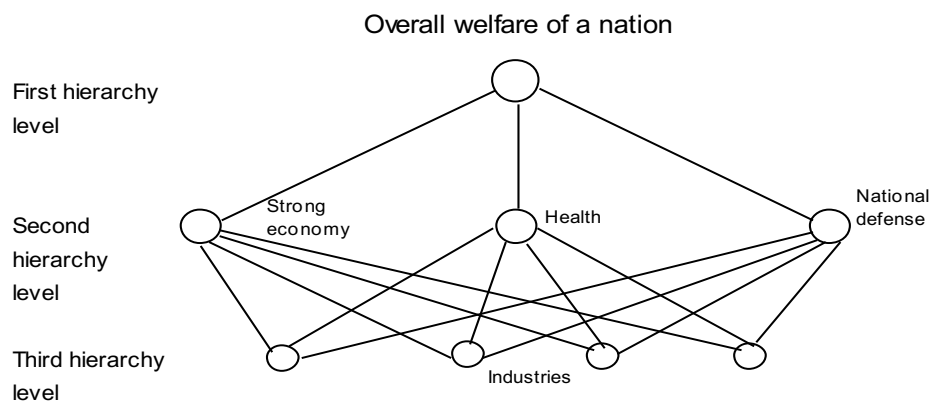 Overall welfare of a nation
First hierarchy
level
Strong
economy
Health
National
defense
Second
hierarchy
level
Third hierarchy
level
Industries